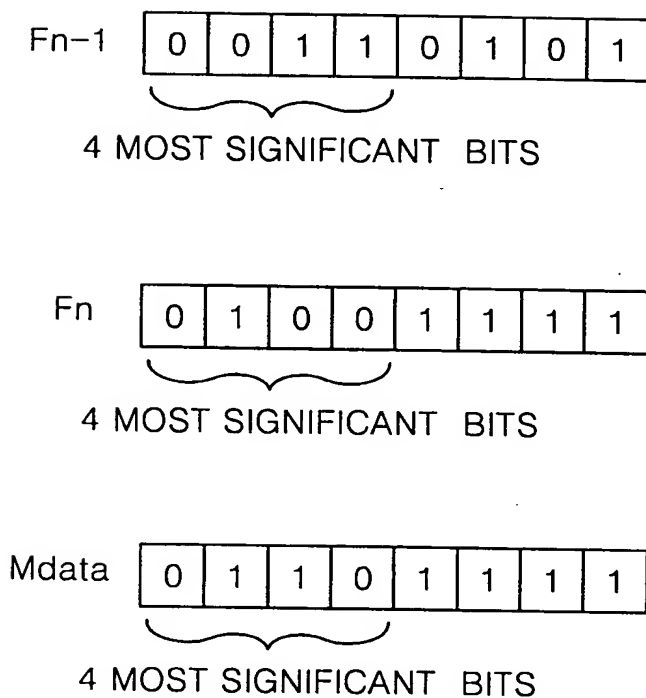 Fn-1 0 0 1 1 0 1 0 1
4 MOST SIGNIFICANT BITS
Fn 0 1 0 0 1 1 1 1
4 MOST SIGNIFICANT BITS
Mdata 0 1 1 0 1 1 1 1
4 MOST SIGNIFICANT BITS